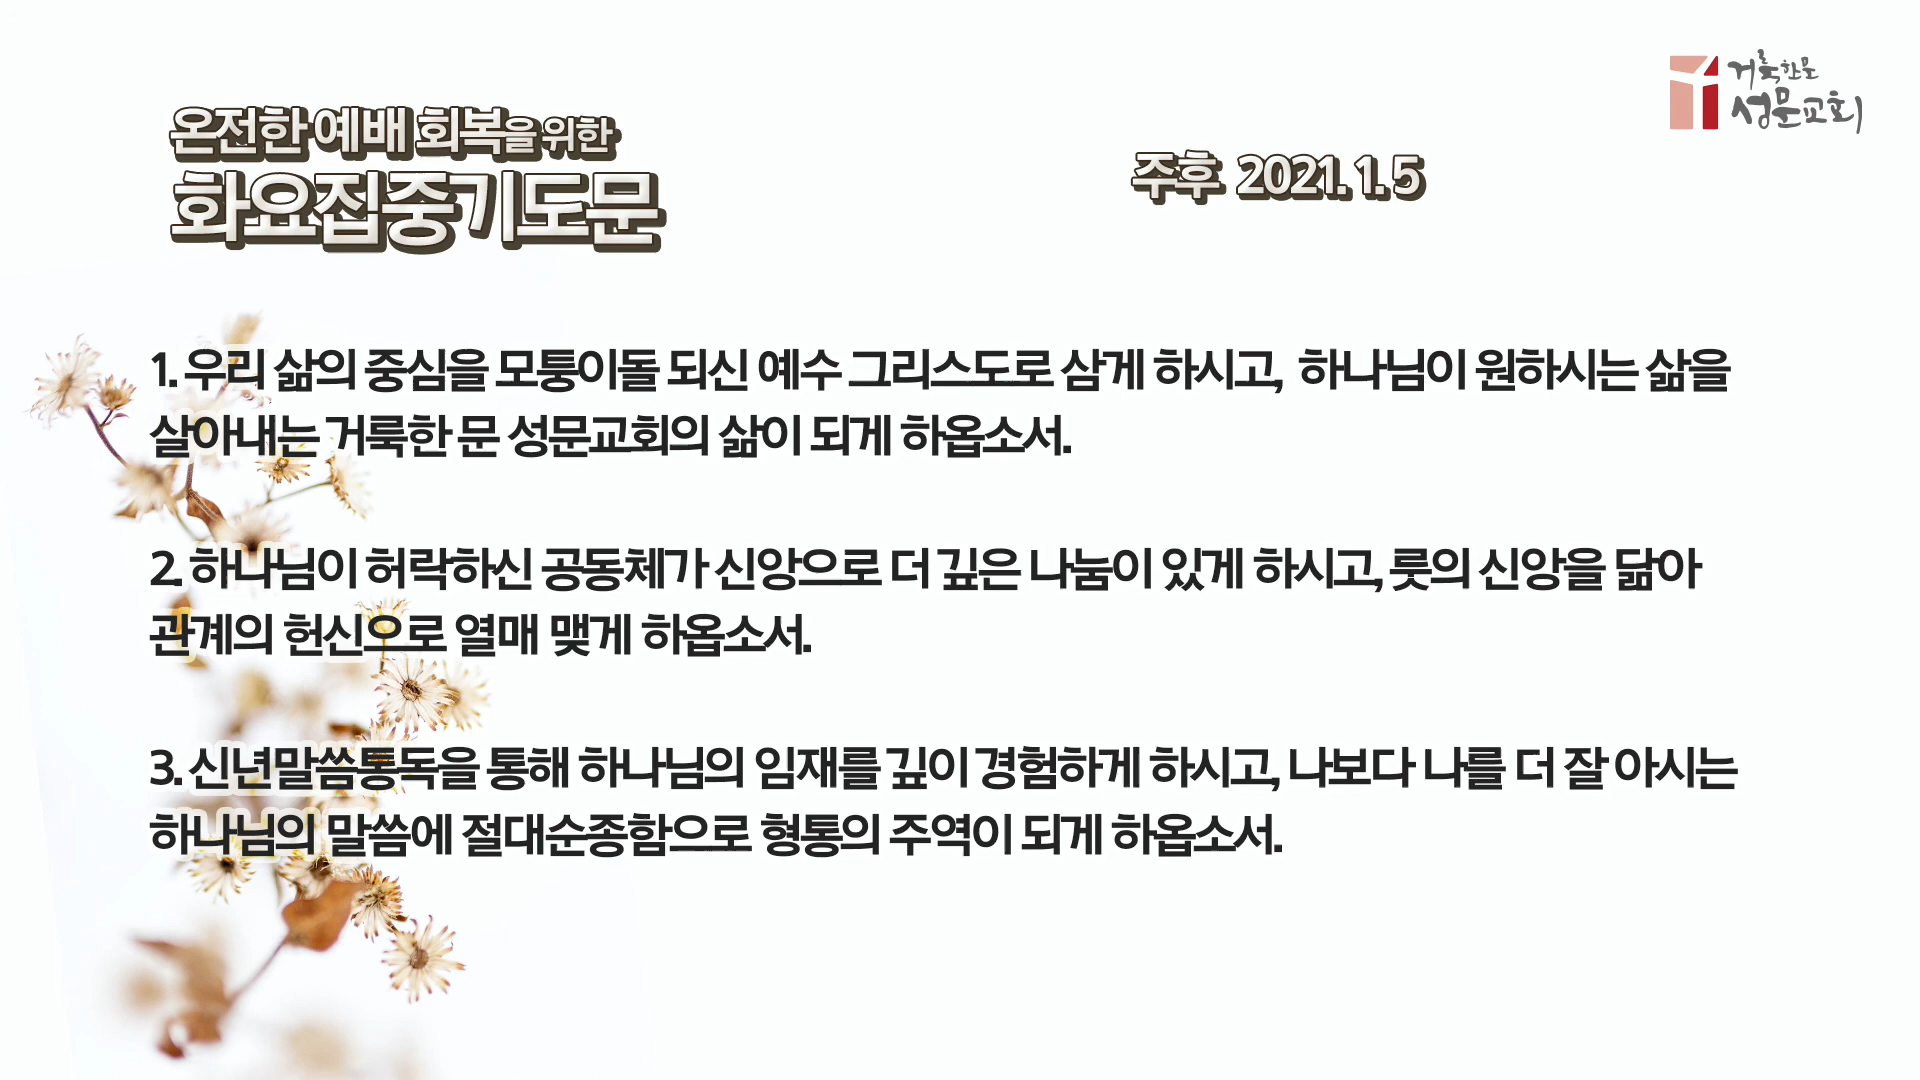 거룩한 문
성문교회
온전한 예배 회복을 위한
화요집중기도문
주후 2021. 1. 5
1. 우리 삶의 중심을 모퉁이돌 되신 예수 그리스도로 삼게 하시고, 하나님이 원하시는 삶을
살아내는 거룩한 문 성문교회의 삶이 되게 하옵소서.
2. 하나님이 허락하신 공동체가 신앙으로 더 깊은 나눔이 있게 하시고, 룻의 신앙을 닮아
관계의 헌신으로 열매 맺게 하옵소서.
3. 신년말씀통독을 통해 하나님의 임재를 깊이 경험하게 하시고, 나보다 나를 더 잘 아시는
하나님의 말씀에 절대순종함으로 형통의 주역이 되게 하옵소서.